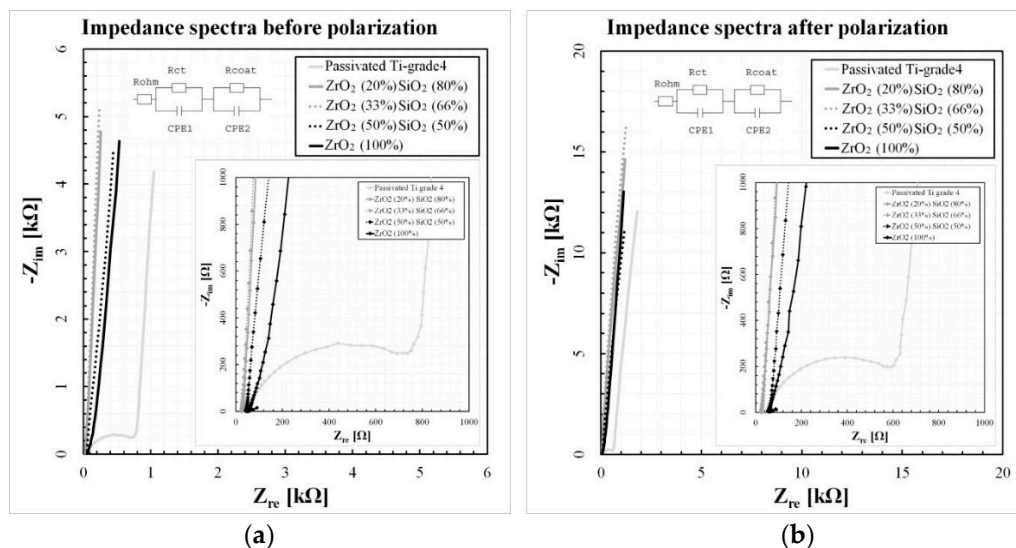 Impedance spectra before polarization
6
5
4
3
2
1
0
-Zim [kΩ]
Rohm
Rct
Rcoat
CPE1
CPE2
Passivated Ti-grade4
ZrO2 (20%) SiO2 (80%)
ZrO2 (33%) SiO2 (66%)
ZrO2 (50%) SiO2 (50%)
ZrO2 (100%)
1000
800
600
400
200
0
-Zim [Ω]
Passivated Ti grade 4
ZrO2 (20%) SiO2 (80%)
ZrO2 (33%) SiO2 (66%)
ZrO2 (50%) SiO2 (50%)
ZrO2 (100%)
0 200 400 600 800 1000
Zre [Ω]
0 1 2 3 4 5 6
Zre [kΩ]
(a)
Impedance spectra after polarization
20
15
10
5
0
-Zim [kΩ]
Rohm
Rct
Rcoat
CPE1
CPE2
Passivated Ti-grade4
ZrO2 (20%) SiO2 (80%)
ZrO2 (33%) SiO2 (66%)
ZrO2 (50%) SiO2 (50%)
ZrO2 (100%)
1000
800
600
400
200
0
-Zim [Ω]
Passivated Ti grade 4
ZrO2 (20%) SiO2 (80%)
ZrO2 (33%) SiO2 (66%)
ZrO2 (50%) SiO2 (50%)
ZrO2 (100%)
0 200 400 600 800 1000
Zre [Ω]
0 5 10 15 20
Zre [kΩ]
(b)